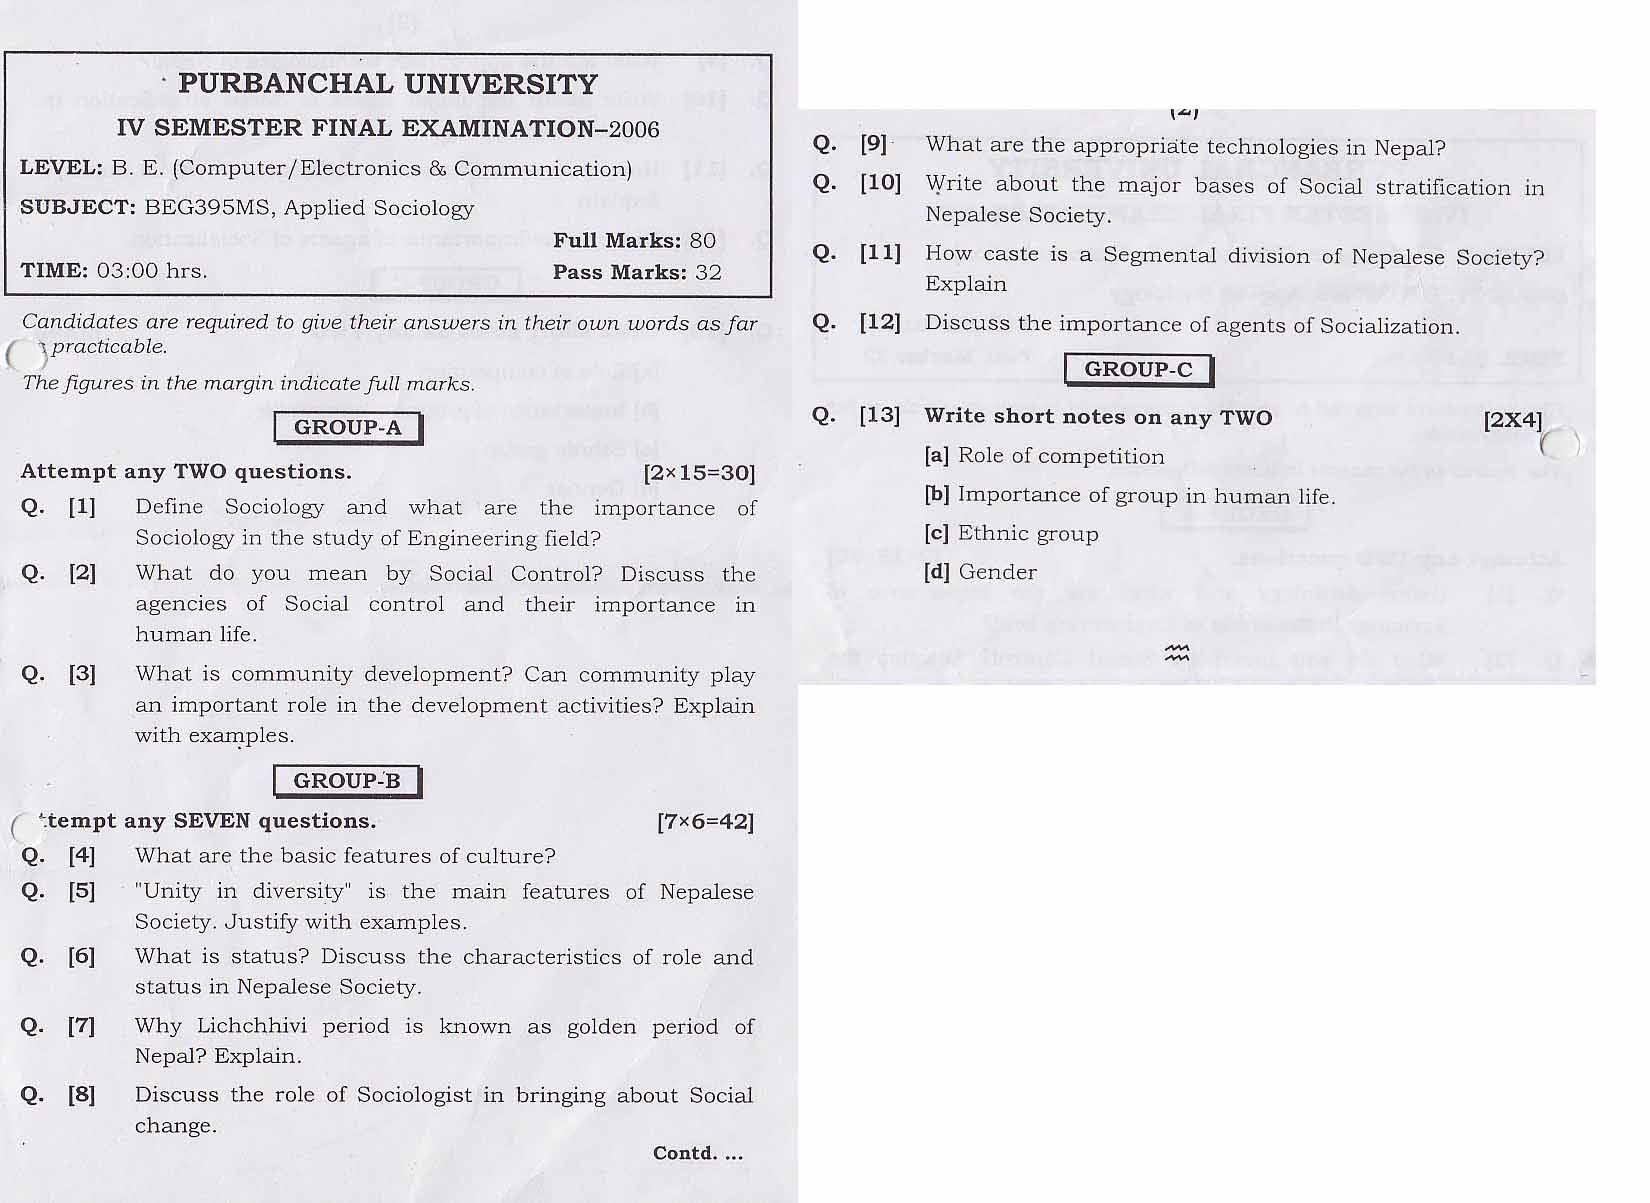 PURBANCHAL UNIVERSITY
IV SEMESTER FINAL EXAMINATION–2006
LEVEL: B. E. (Computer/Electronics & Communication)
SUBJECT: BEG395MS, Applied Sociology
Full Marks: 80
TIME: 03:00 hrs. Pass Marks: 32
Candidates are required to give their answers in their own words as far
practicable.
The figures in the margin indicate full marks.
GROUP-A
Attempt any TWO questions. [2×15=30]
Q. [1] Define Sociology and what are the importance of
Sociology in the study of Engineering field?
Q. [2] What do you mean by Social Control? Discuss the
agencies of Social control and their importance in
human life.
Q. [3] What is community development? Can community play
an important role in the development activities? Explain
with examples.
GROUP-B
ttempt any SEVEN questions. [7×6=42]
Q. [4] What are the basic features of culture?
Q. [5] "Unity in diversity" is the main features of Nepalese
Society. Justify with examples.
Q. [6] What is status? Discuss the characteristics of role and
status in Nepalese Society.
Q. [7] Why Lichchhivi period is known as golden period of
Nepal? Explain.
Q. [8] Discuss the role of Sociologist in bringing about Social
change.
Contd. ...
(2)
Q. [9] What are the appropriate technologies in Nepal?
Q. [10] Write about the major bases of Social stratification in
Nepalese Society.
Q. [11] How caste is a Segmental division of Nepalese Society?
Explain
Q. [12] Discuss the importance of agents of Socialization.
GROUP-C
Q. [13] Write short notes on any TWO [2X4]
[a] Role of competition
[b] Importance of group in human life.
[c] Ethnic group
[d] Gender